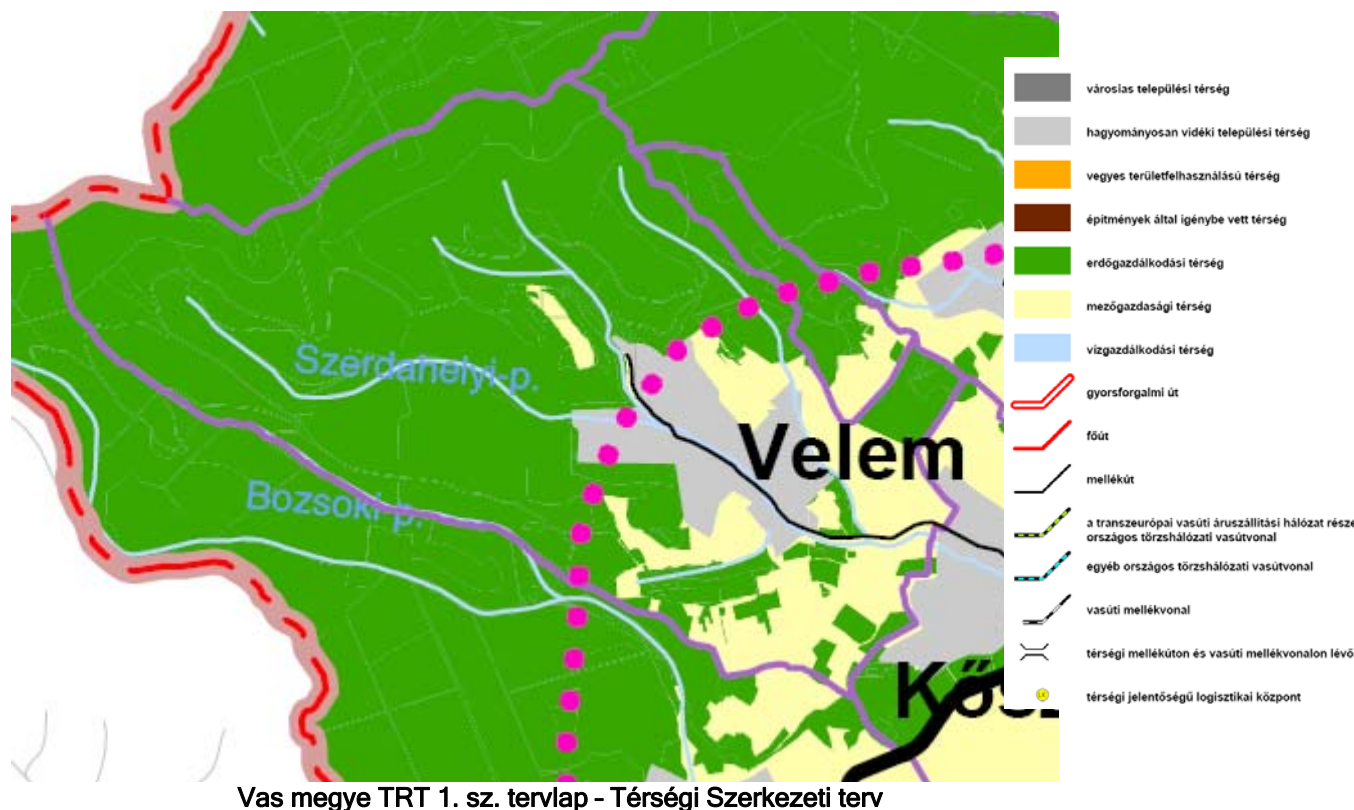 városias települési térség
hagyományosan vidéki települési térség
vegyes területfelhasználású térség
építmények által igénybe vett térség
erdőgazdálkodási térség
mezőgazdasági térség
vízgazdálkodási térség
gyorsforgalmi út
főút
mellékút
a transzeurópai vasúti áruszállítási hálózat része
országos törzshálózati vasútvonal
egyéb országos törzshálózati vasútvonal
vasúti mellékvonal
térségi mellékúton és vasúti mellékvonalon lévő
térségi jelentőségű logisztikai központ
Szerdahelyi-p.
Velem
Bozsoki-p.
Kősz
Vas megye TRT 1. sz. tervlap - Térségi Szerkezeti terv